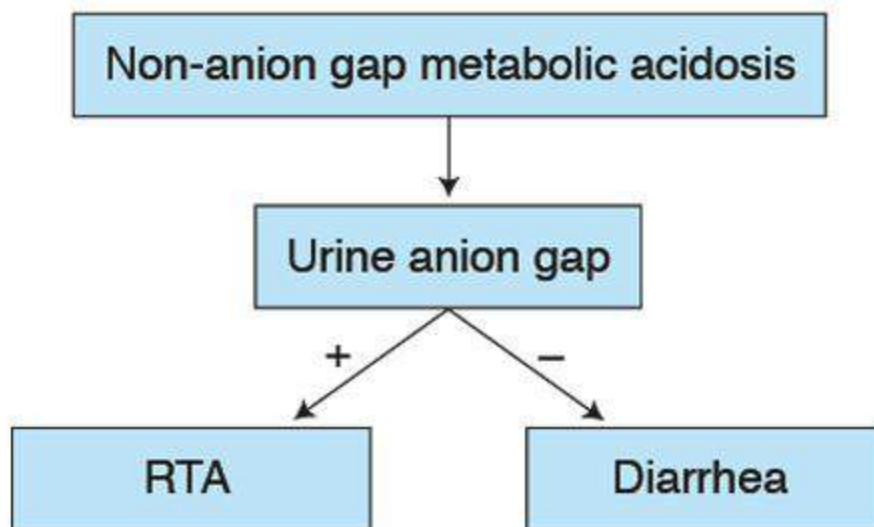 Non-anion gap metabolic acidosis
Urine anion gap
+
–
RTA
Diarrhea